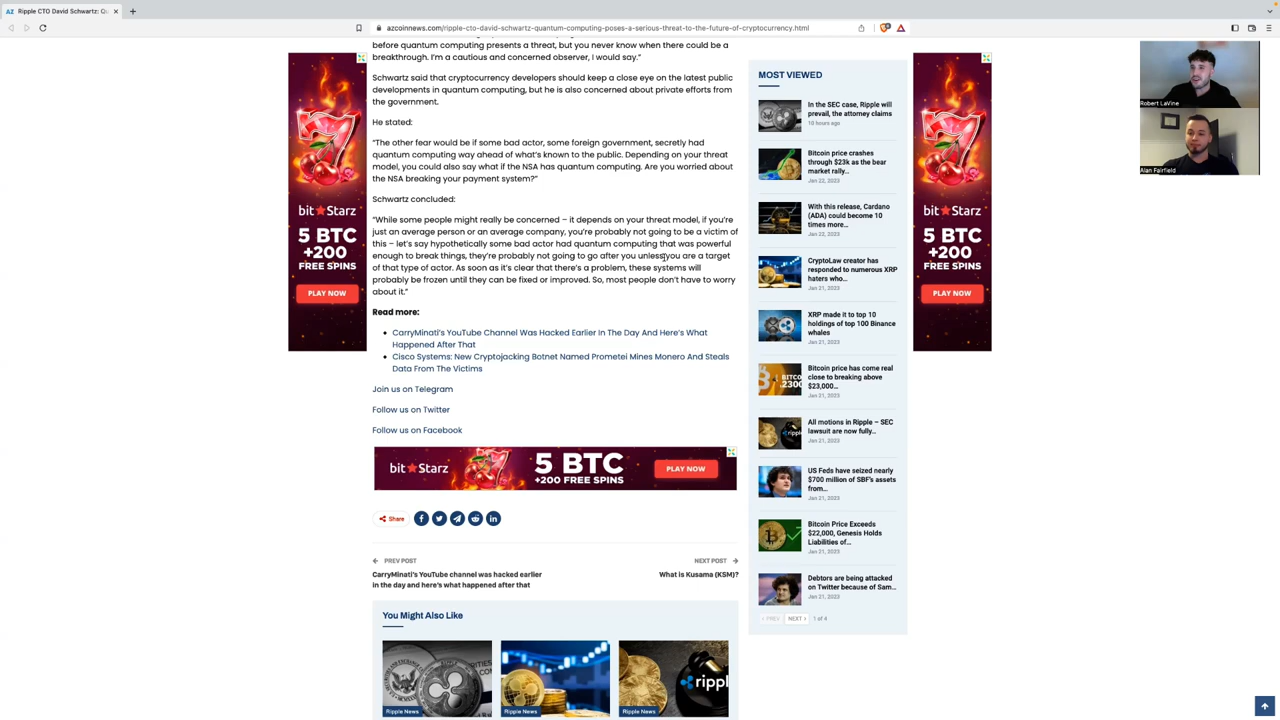 Ripple CTO David Schwartz: Qu
azcoinnews.com/ripple-cto-david-schwartz-quantum-computing-poses-a-serious-threat-to-the-future-of-cryptocurrency.html
before quantum computing presents a threat, but you never know when there could be a
breakthrough. I'm a cautious and concerned observer, I would say."
Schwartz said that cryptocurrency developers should keep a close eye on the latest public
developments in quantum computing, but he is also concerned about private efforts from
the government.
He stated:
"The other fear would be if some bad actor, some foreign government, secretly had
quantum computing way ahead of what's known to the public. Depending on your threat
model, you could also say what if the NSA has quantum computing. Are you worried about
the NSA breaking your payment system?"
Schwartz concluded:
"While some people might really be concerned – it depends on your threat model, if you're
just an average person or an average company, you're probably not going to be a victim of
this – let's say hypothetically some bad actor had quantum computing that was powerful
enough to break things, they're probably not going to go after you unless you are a target
of that type of actor. As soon as it's clear that there's a problem, these systems will
probably be frozen until they can be fixed or improved. So, most people don't have to worry
about it."
Read more:
CarryMinati's YouTube Channel Was Hacked Earlier In The Day And Here's What
Happened After That
Cisco Systems: New Cryptojacking Botnet Named Prometei Mines Monero And Steals
Data From The Victims
Join us on Telegram
Follow us on Twitter
Follow us on Facebook
bitStarz
5 BTC
+200 FREE SPINS
PLAY NOW
Share
PREV POST
CarryMinati's YouTube channel was hacked earlier
in the day and here's what happened after that
NEXT POST
What is Kusama (KSM)?
You Might Also Like
Ripple News
Ripple News
Ripple News
bitStarz
5 BTC
+200
FREE SPINS
PLAY NOW
MOST VIEWED
In the SEC case, Ripple will
prevail, the attorney claims
10 hours ago
Bitcoin price crashes
through $23k as the bear
market rally...
Jan 22, 2023
With this release, Cardano
(ADA) could become 10
times more...
Jan 22, 2023
CryptoLaw creator has
responded to numerous XRP
haters who...
Jan 21, 2023
XRP made it to top 10
holdings of top 100 Binance
whales
Jan 21, 2023
Bitcoin price has come real
close to breaking above
$23,000...
Jan 21, 2023
All motions in Ripple – SEC
lawsuit are now fully...
Jan 21, 2023
US Feds have seized nearly
$700 million of SBF's assets
from...
Jan 21, 2023
Bitcoin Price Exceeds
$22,000, Genesis Holds
Liabilities of...
Jan 21, 2023
Debtors are being attacked
on Twitter because of Sam...
Jan 21, 2023
PREV
NEXT
1 of 4
bitStarz
5 BTC
+200
FREE SPINS
PLAY NOW
Robert LaVine
Alan Fairfield